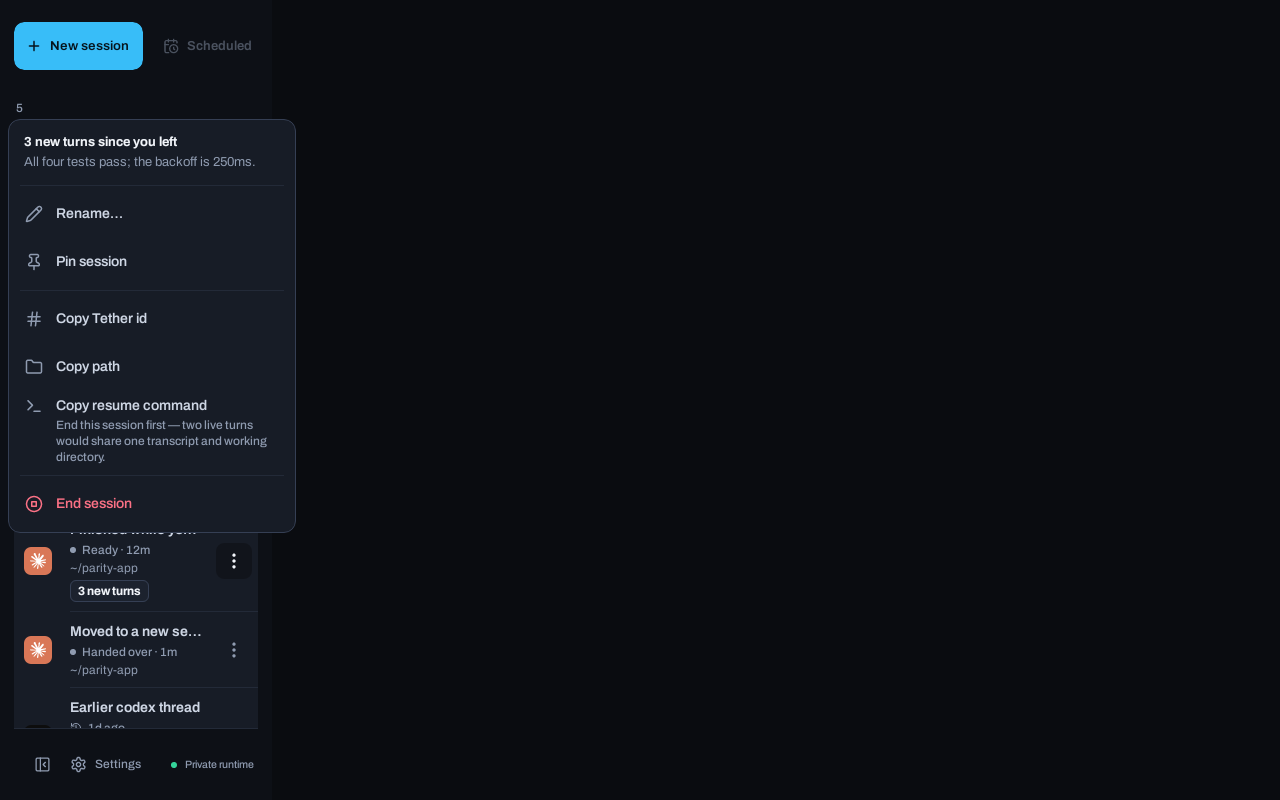 New session
Scheduled
5
3 new turns since you left
All four tests pass; the backoff is 250ms.
Rename…
Pin session
Copy Tether id
Copy path
Copy resume command
End this session first — two live turns
would share one transcript and working
directory.
End session
Ready · 12m
~/parity-app
3 new turns
Moved to a new se…
Handed over · 1m
~/parity-app
Earlier codex thread
1d ago
Settings
Private runtime